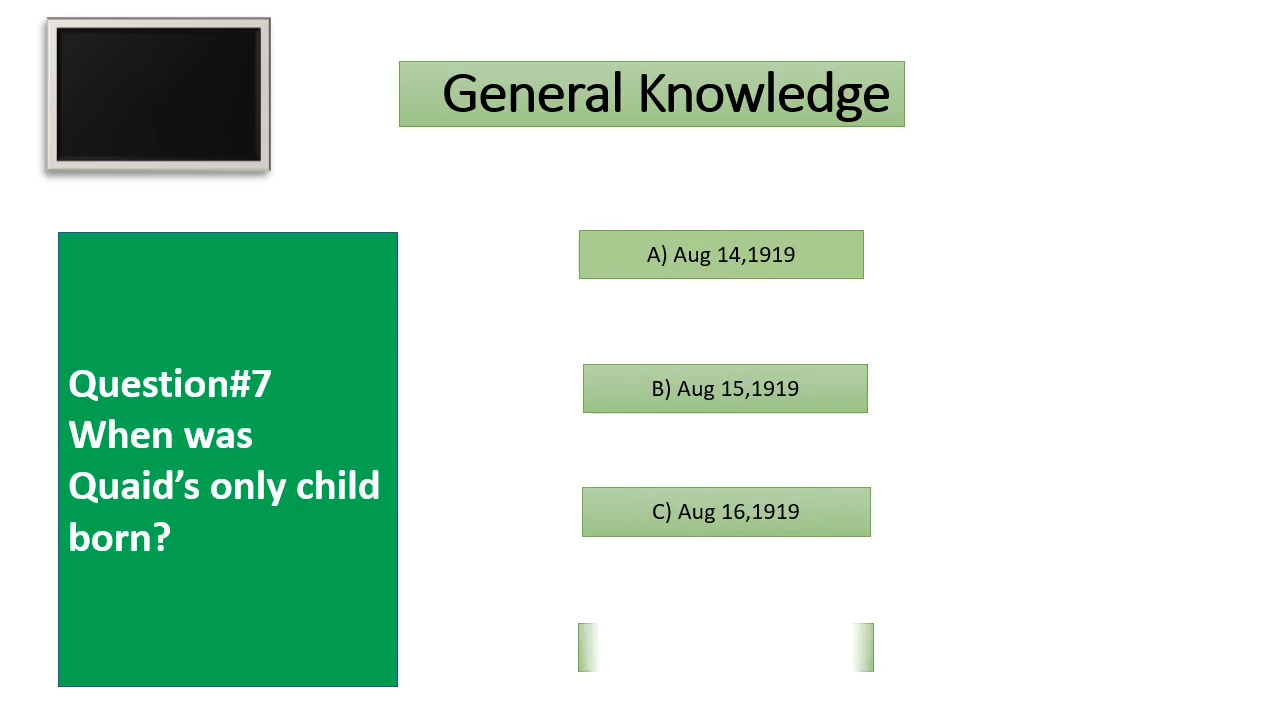 General Knowledge
A) Aug 14,1919
B) Aug 15,1919
Question#7
When was
Quaid’s only child
born?
C) Aug 16,1919